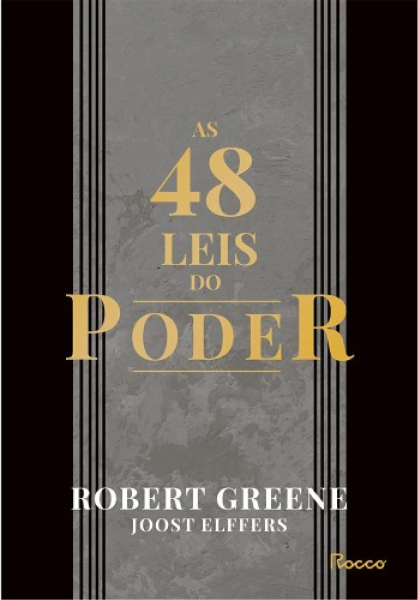 AS
48
LEIS
DO
PODER
ROBERT GREENE
JOOST ELFFERS
Rocco